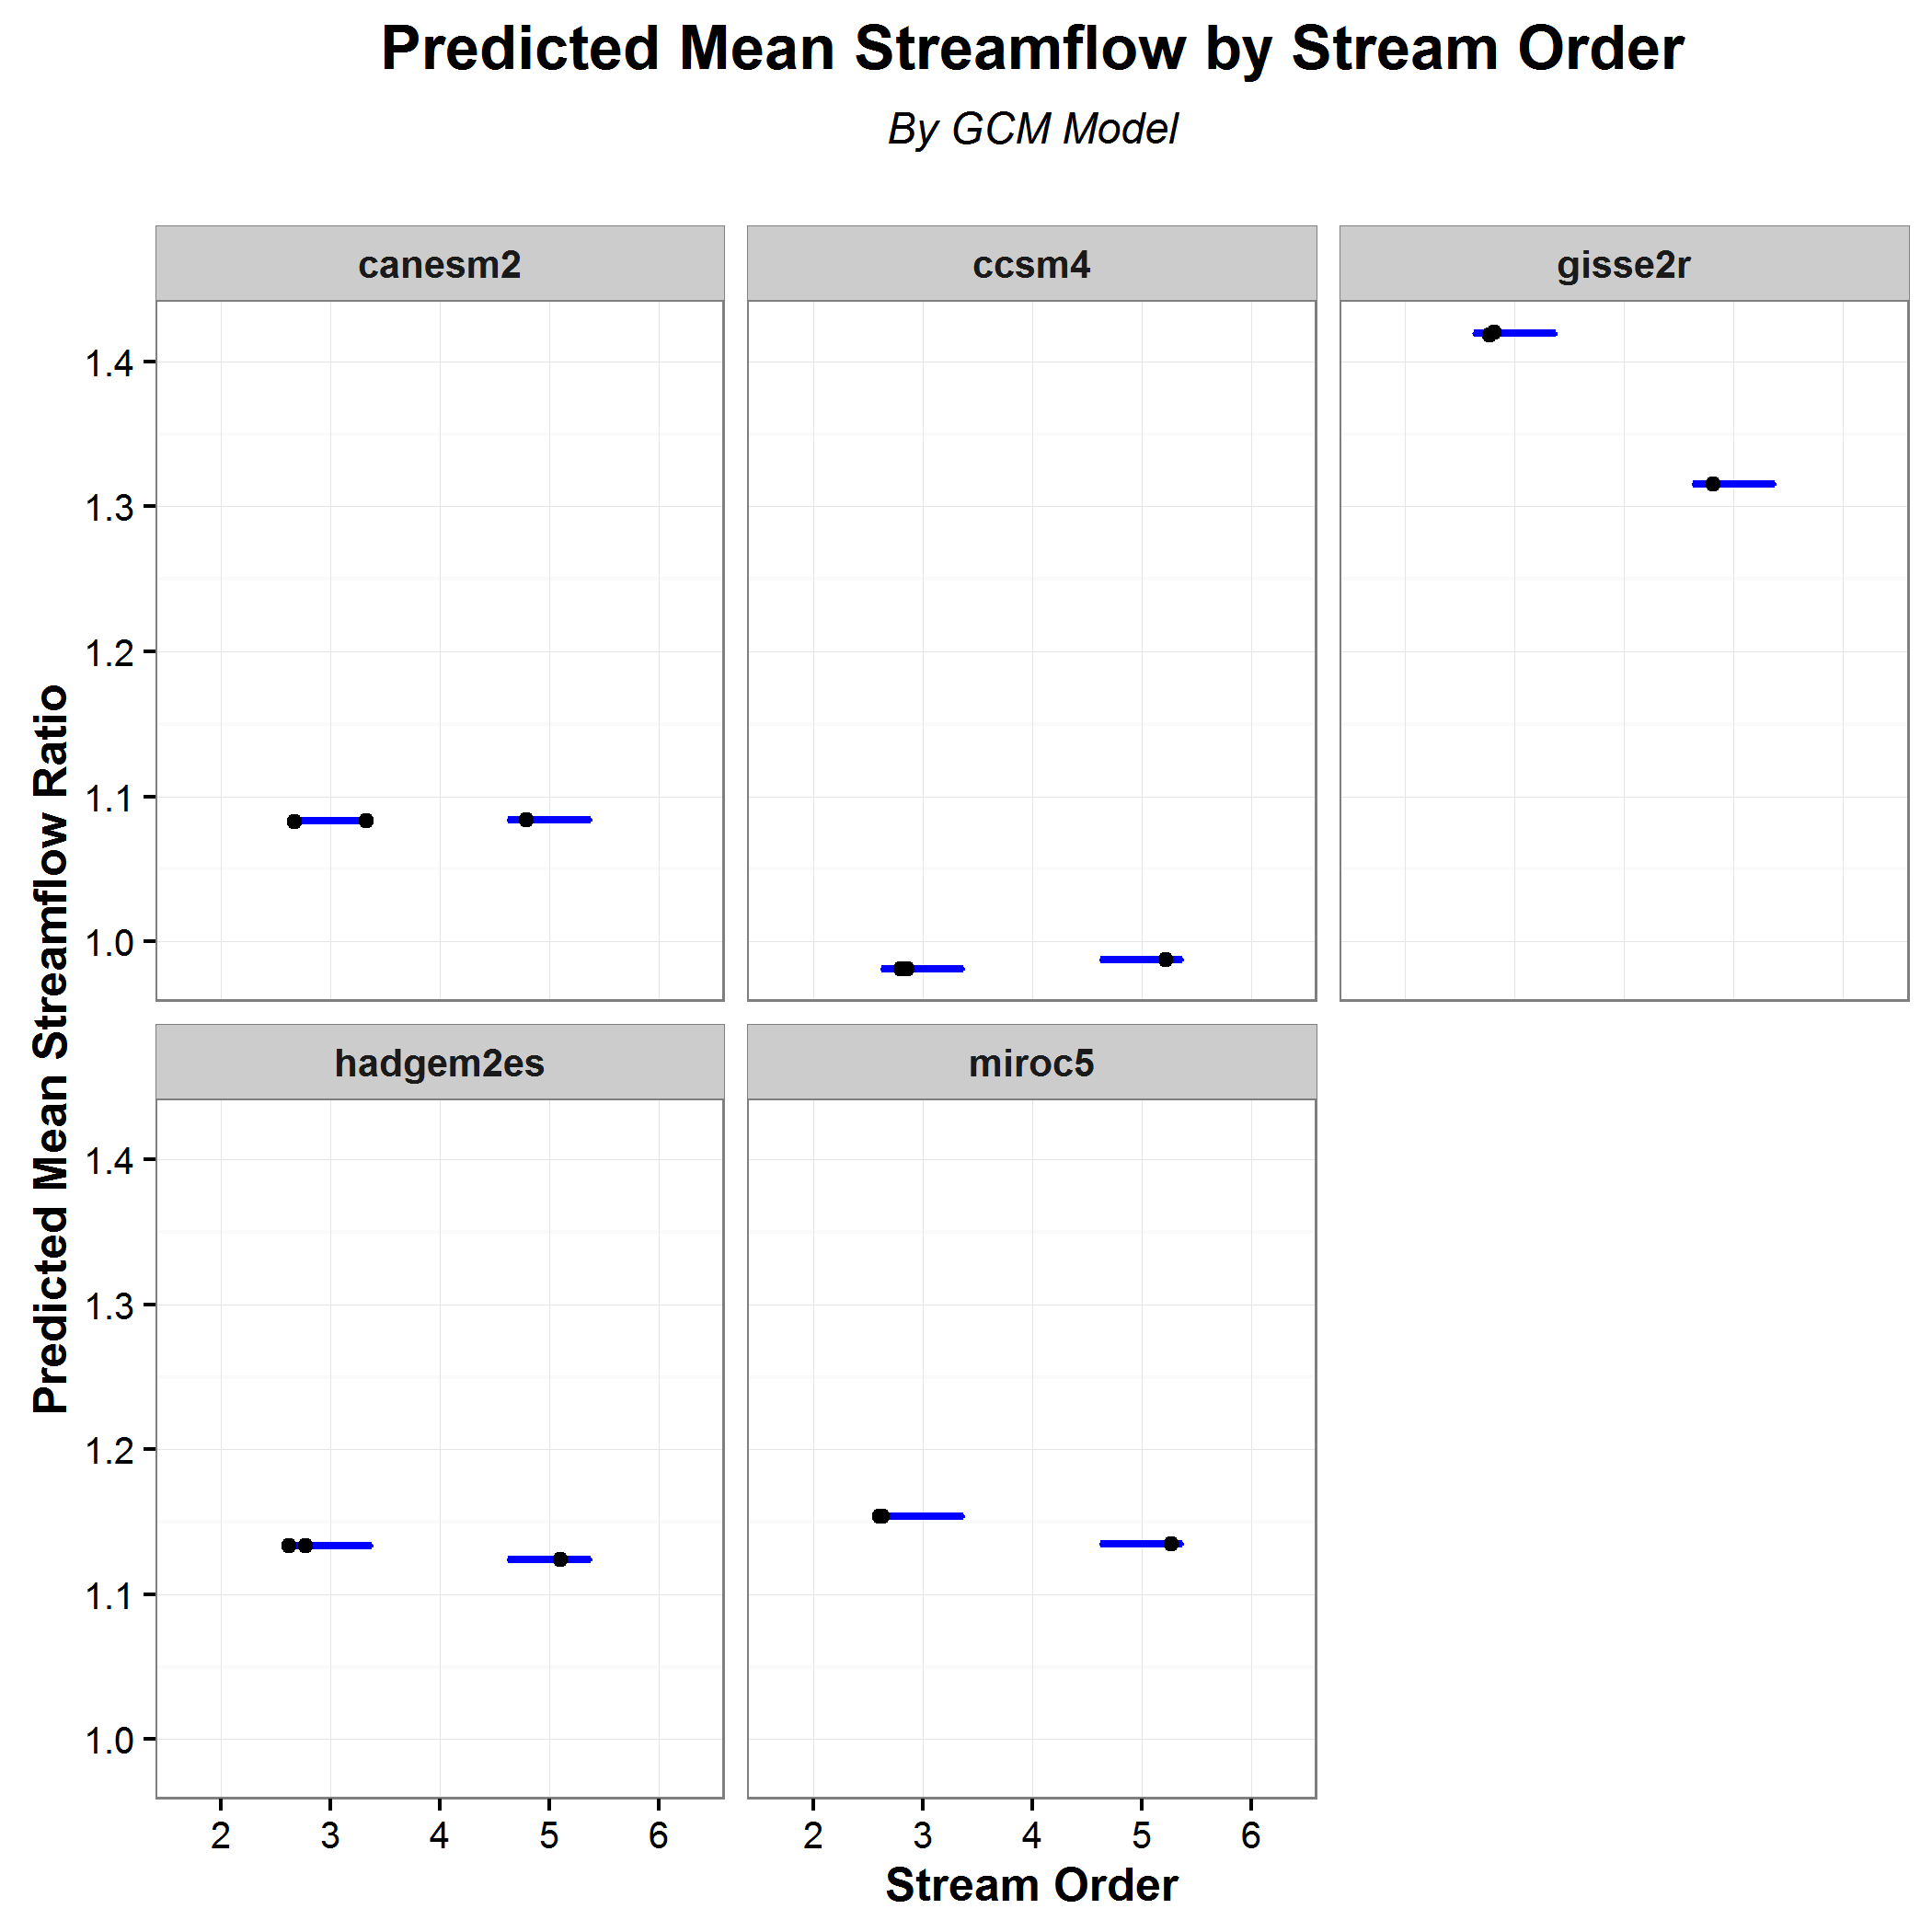 Predicted Mean Streamflow by Stream Order
By GCM Model
canesm2
ccsm4
gisse2r
1.4
1.3
1.2
1.1
1.0
Predicted Mean Streamflow Ratio
hadgem2es
miroc5
1.4
1.3
1.2
1.1
1.0
2 3 4 5 6
2 3 4 5 6
Stream Order